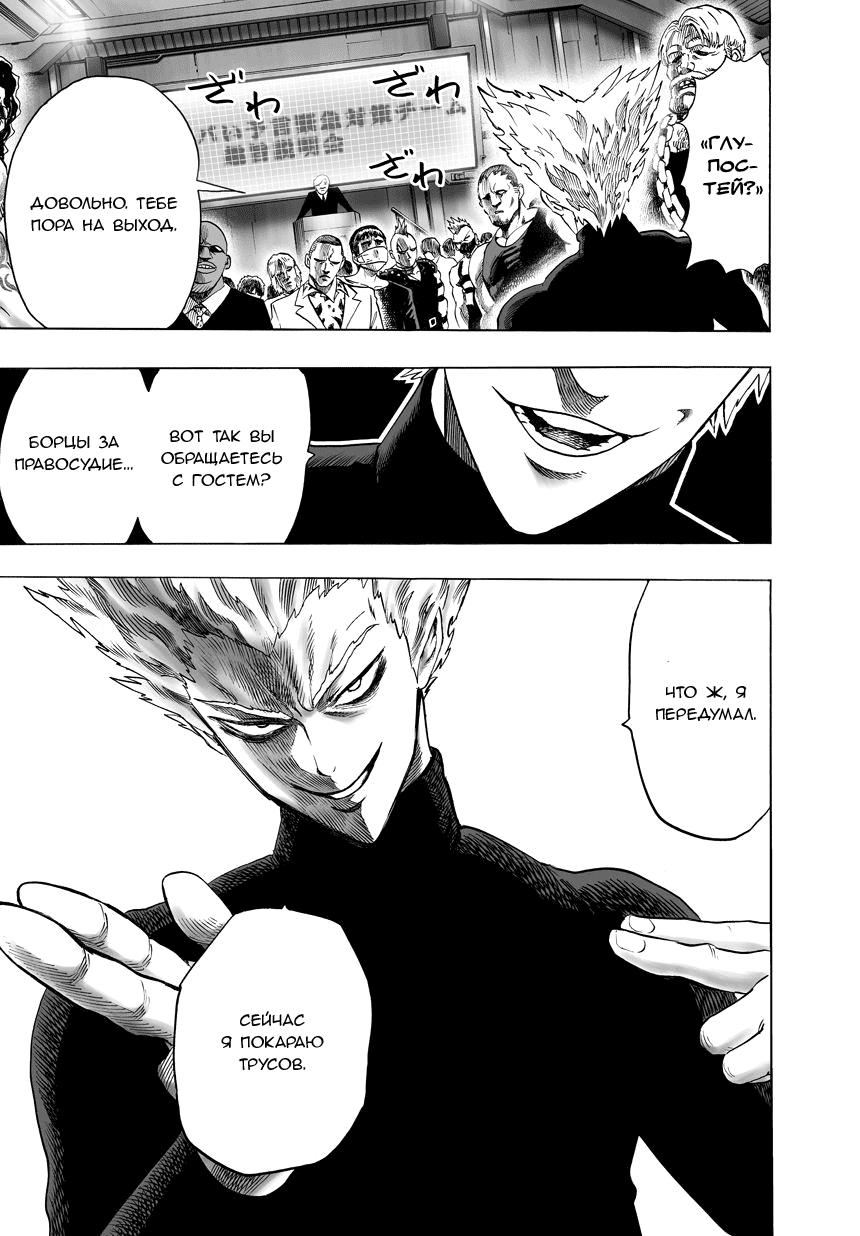 «ГЛУ-
ПОС-
ТЕЙ?»
ざわ
ざわ
ざわ
ДОВОЛЬНО. ТЕБЕ
ПОРА НА ВЫХОД.
ВОТ ТАК ВЫ
ОБРАЩАЕТЕСЬ
С ГОСТЕМ?
БОРЦЫ ЗА
ПРАВОСУДИЕ...
ЧТО Ж, Я
ПЕРЕДУМАЛ.
СЕЙЧАС
Я ПОКАРАЮ
ТРУСОВ.